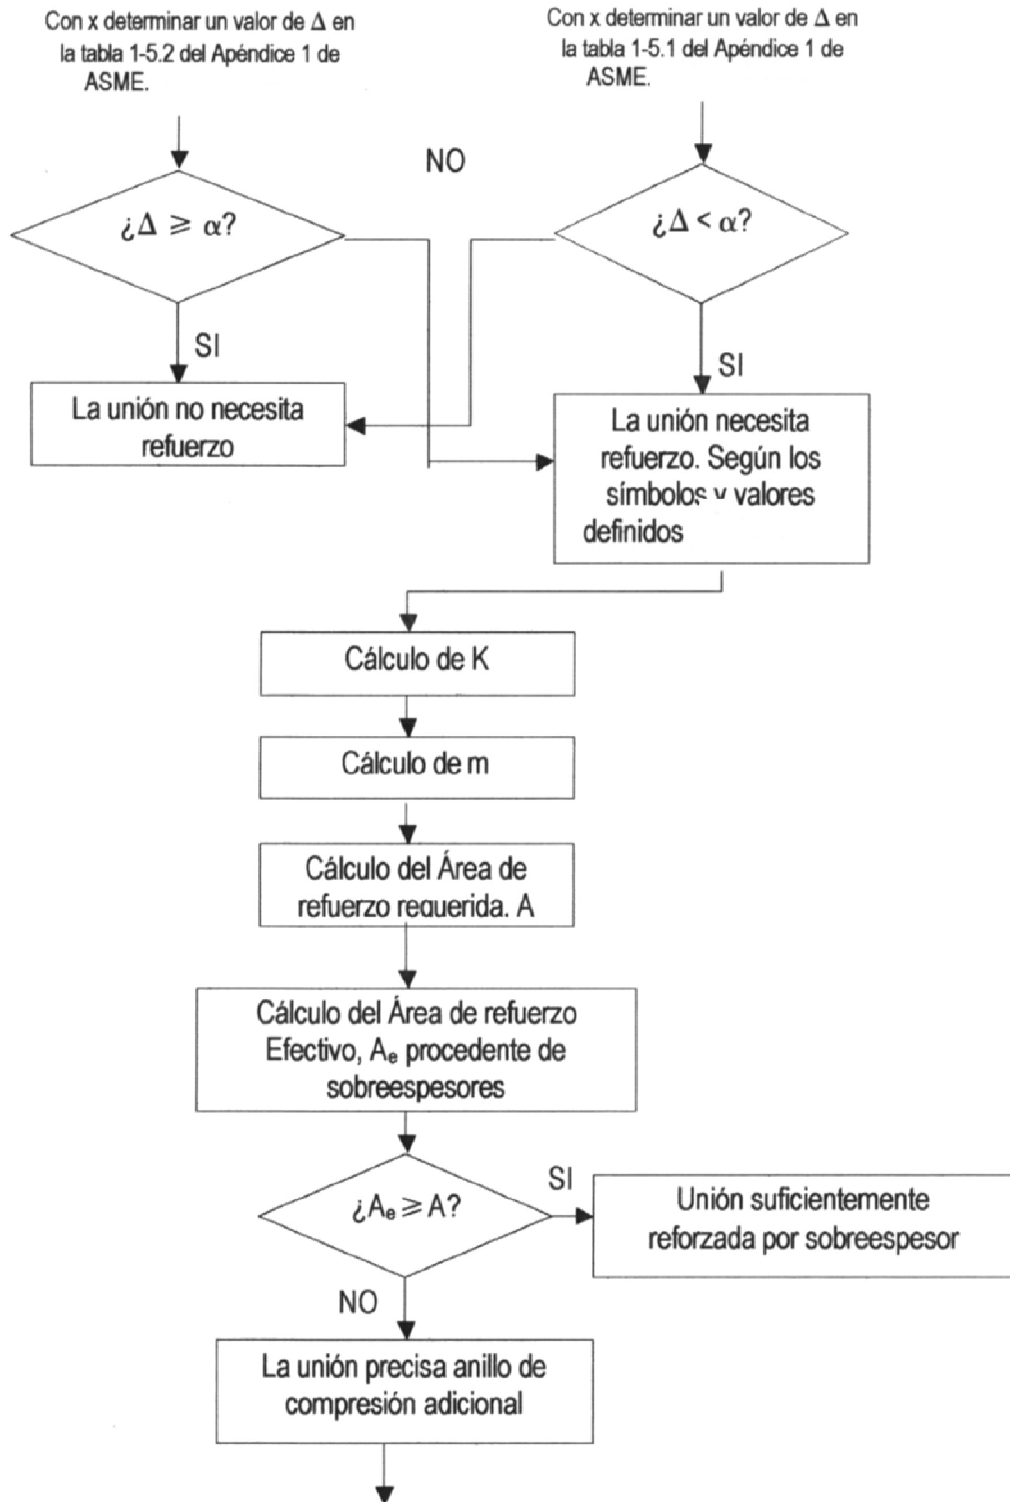 Con x determinar un valor de Δ en
la tabla 1-5.2 del Apéndice 1 de
ASME.
Con x determinar un valor de Δ en
la tabla 1-5.1 del Apéndice 1 de
ASME.
NO
¿Δ ⩾ α?
¿Δ < α?
SI
SI
La unión no necesita
refuerzo
La unión necesita
refuerzo. Según los
símbolos y valores
definidos
Cálculo de K
Cálculo de m
Cálculo del Área de
refuerzo requerida. A
Cálculo del Área de refuerzo
Efectivo, Aₑ procedente de
sobreespesores
¿Aₑ ⩾ A?
SI
Unión suficientemente
reforzada por sobreespesor
NO
La unión precisa anillo de
compresión adicional